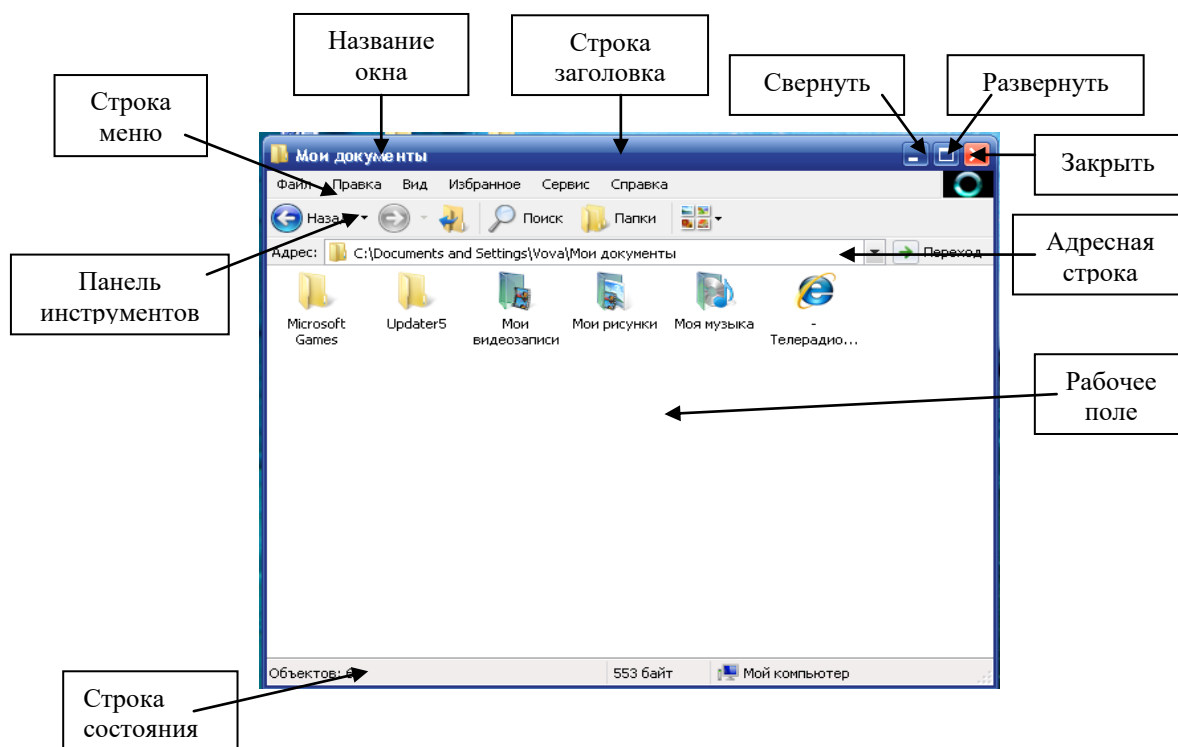 Название
окна
Строка
заголовка
Свернуть
Развернуть
Строка
меню
Закрыть
Мои документы
Файл Правка Вид Избранное Сервис Справка
Назад Поиск Папки
Адрес: C:\Documents and Settings\Vova\Мои документы Переход
Адресная
строка
Панель
инструментов
Microsoft
Games
Updater5
Мои
видеозаписи
Мои рисунки
Моя музыка
-
Телерадио...
Рабочее
поле
Объектов: 6 553 байт Мой компьютер
Строка
состояния